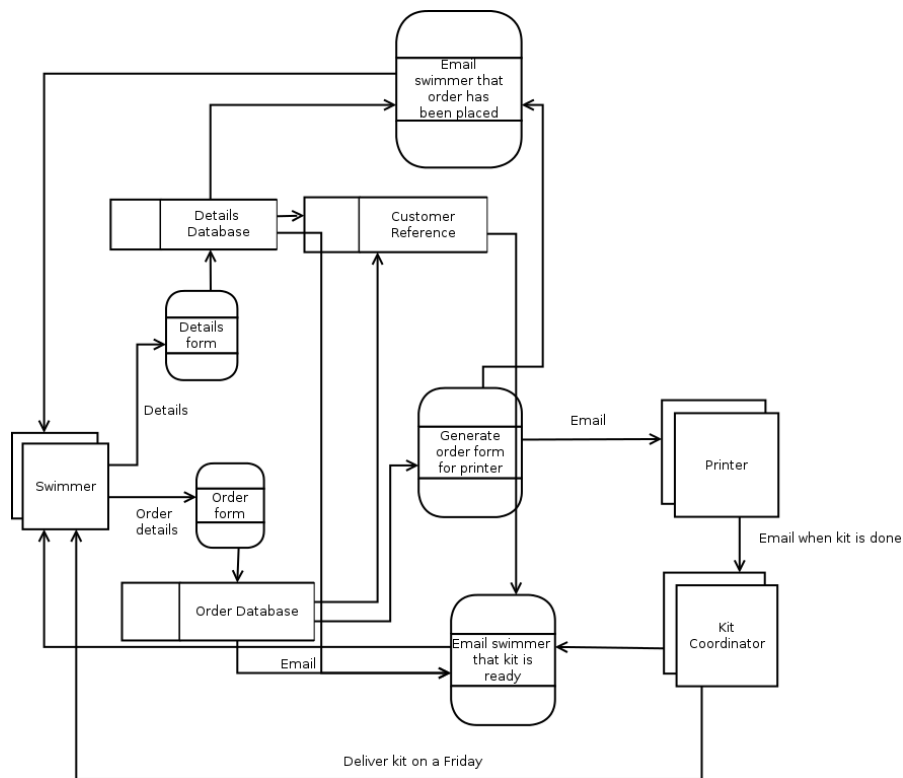 Email
swimmer that
order has
been placed
Details
Database
Customer
Reference
Details
form
Details
Swimmer
Order
details
Order
form
Generate
order form
for printer
Email
Printer
Email when kit is done
Order Database
Email
Email swimmer
that kit is
ready
Kit
Coordinator
Deliver kit on a Friday